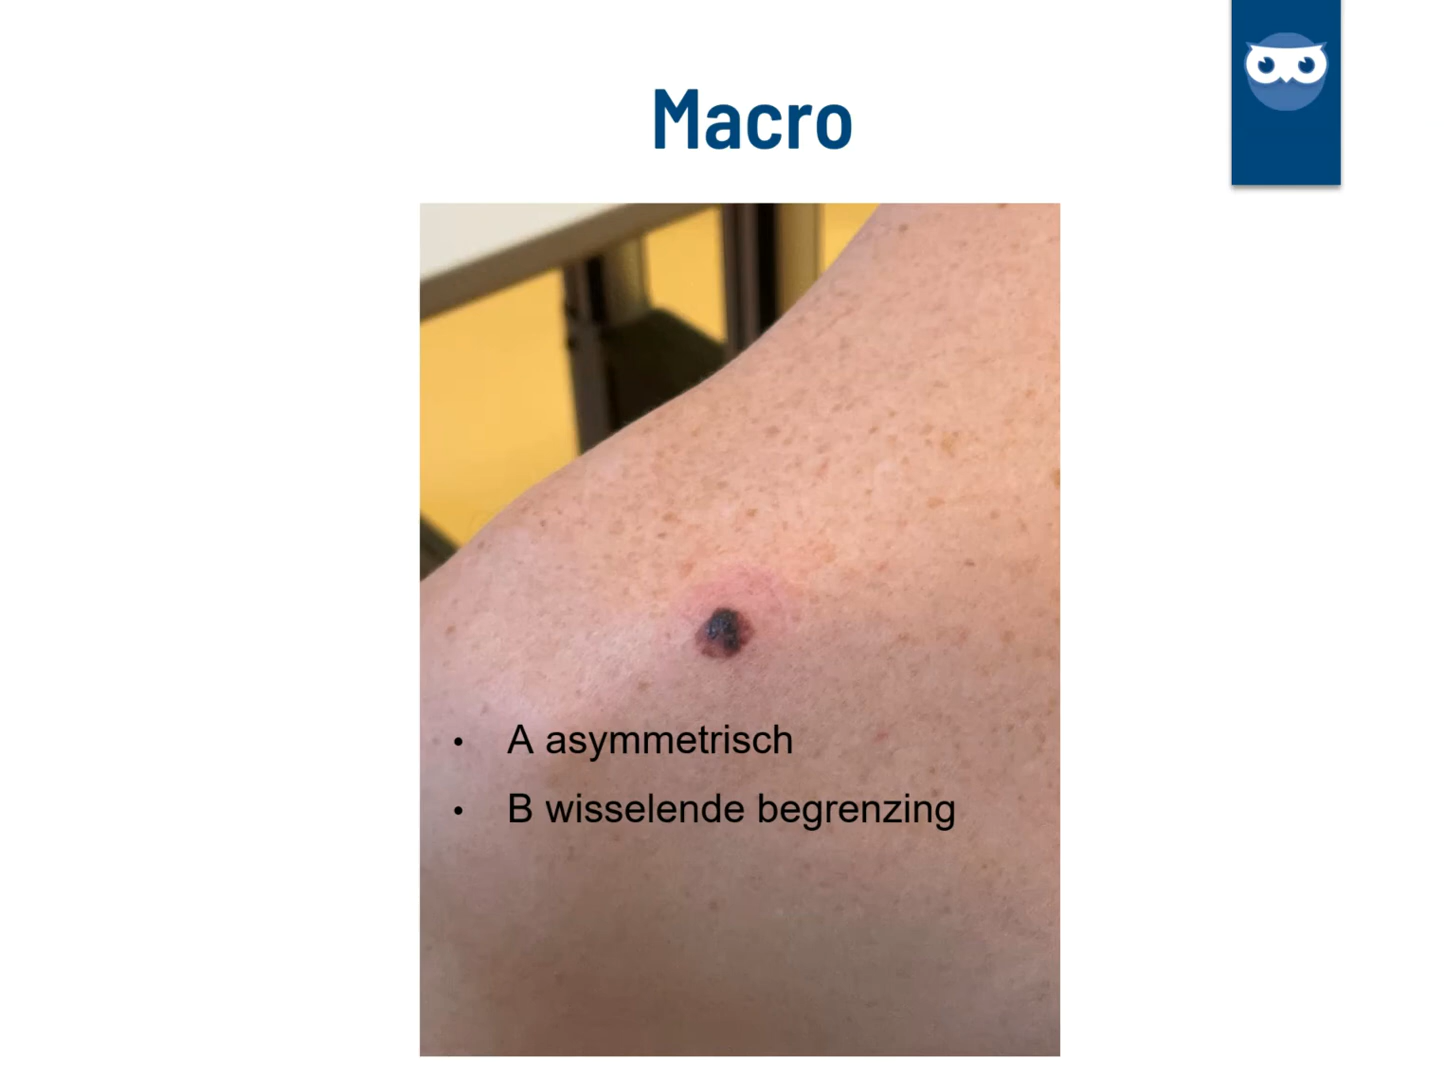 Macro
• A asymmetrisch
• B wisselende begrenzing